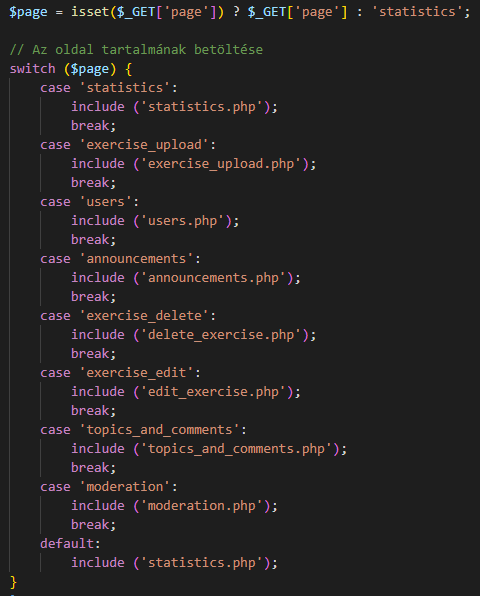 $page = isset($_GET['page']) ? $_GET['page'] : 'statistics';
// Az oldal tartalmának betöltése
switch ($page) {
    case 'statistics':
        include ('statistics.php');
        break;
    case 'exercise_upload':
        include ('exercise_upload.php');
        break;
    case 'users':
        include ('users.php');
        break;
    case 'announcements':
        include ('announcements.php');
        break;
    case 'exercise_delete':
        include ('delete_exercise.php');
        break;
    case 'exercise_edit':
        include ('edit_exercise.php');
        break;
    case 'topics_and_comments':
        include ('topics_and_comments.php');
        break;
    case 'moderation':
        include ('moderation.php');
        break;
    default:
        include ('statistics.php');
}